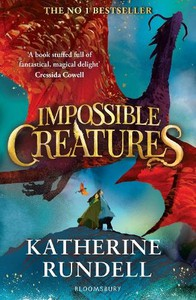 THE NO 1 BESTSELLER
'A book stuffed full of
fantastical, magical delight'
Cressida Cowell
IMPOSSIBLE
CREATURES
KATHERINE
RUNDELL
BLOOMSBURY